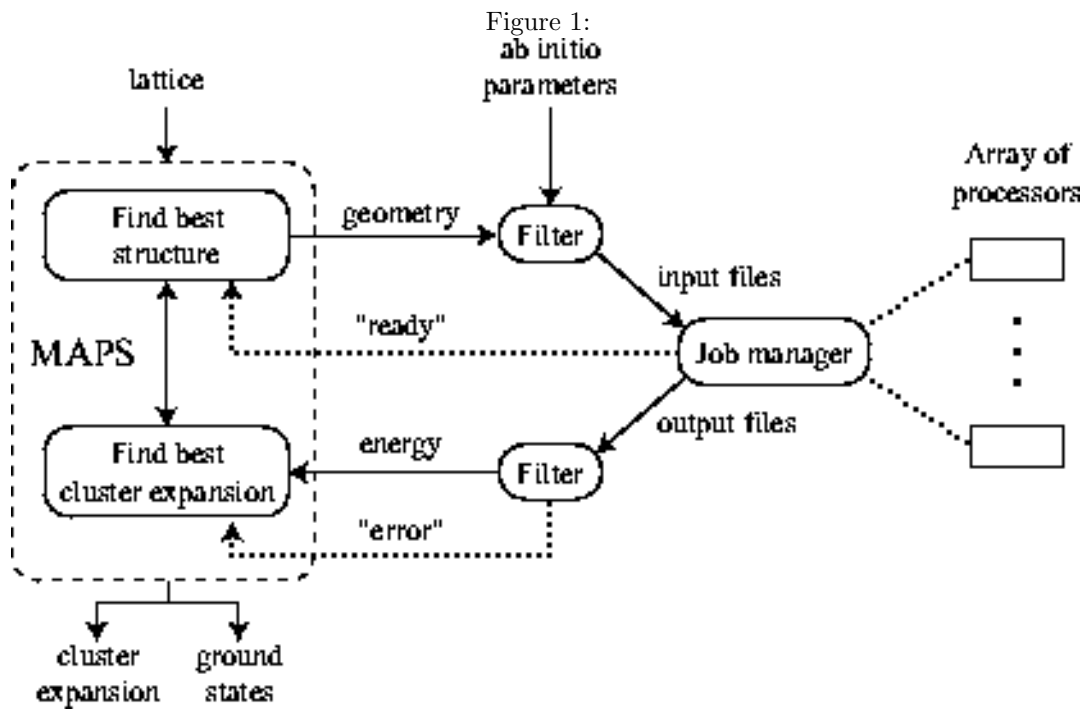 Figure 1:
ab initio
parameters
lattice
Array of
processors
Find best
structure
geometry
Filter
input files
"ready"
MAPS
Job manager
output files
Find best
cluster expansion
energy
Filter
"error"
cluster
expansion
ground
states